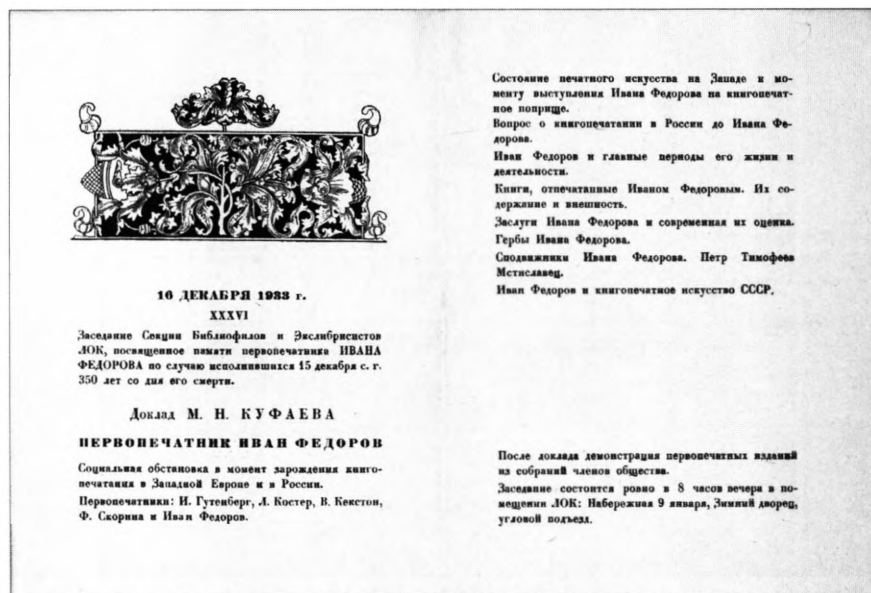 16 ДЕКАБРЯ 1933 г.
XXXVI
Заседание Секции Библиофилов и Экслибрисистов
ЛОК, посвященное памяти первопечатника ИВАНА
ФЕДОРОВА по случаю исполнившихся 15 декабря с. г.
350 лет со дня его смерти.
Доклад М. Н. КУФАЕВА
ПЕРВОПЕЧАТНИК ИВАН ФЕДОРОВ
Социальная обстановка в момент зарождения книго-
печатания в Западной Европе и в России.
Первопечатники: И. Гутенберг, Л. Костер, В. Кекстон,
Ф. Скорина и Иван Федоров.
Состояние печатного искусства на Западе к мо-
менту выступления Ивана Федорова на книгопечат-
ное поприще.
Вопрос о книгопечатании в России до Ивана Фе-
дорова.
Иван Федоров и главные периоды его жизни и
деятельности.
Книги, отпечатанные Иваном Федоровым. Их со-
держание и внешность.
Заслуги Ивана Федорова и современная их оценка.
Гербы Ивана Федорова.
Сподвижники Ивана Федорова. Петр Тимофеев
Мстиславец.
Иван Федоров и книгопечатное искусство СССР.
После доклада демонстрация первопечатных изданий
из собраний членов общества.
Заседание состоится ровно в 8 часов вечера в по-
мещении ЛОК: Набережная 9 января, Зимний дворец,
угловой подъезд.